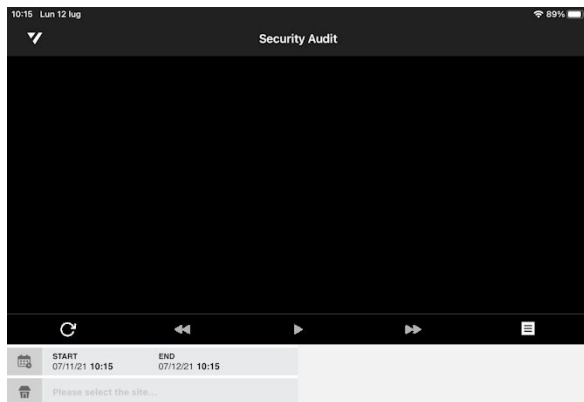 10:15 Lun 12 lug 89%
Security Audit
START END
07/11/21 10:15 07/12/21 10:15
Please select the site...